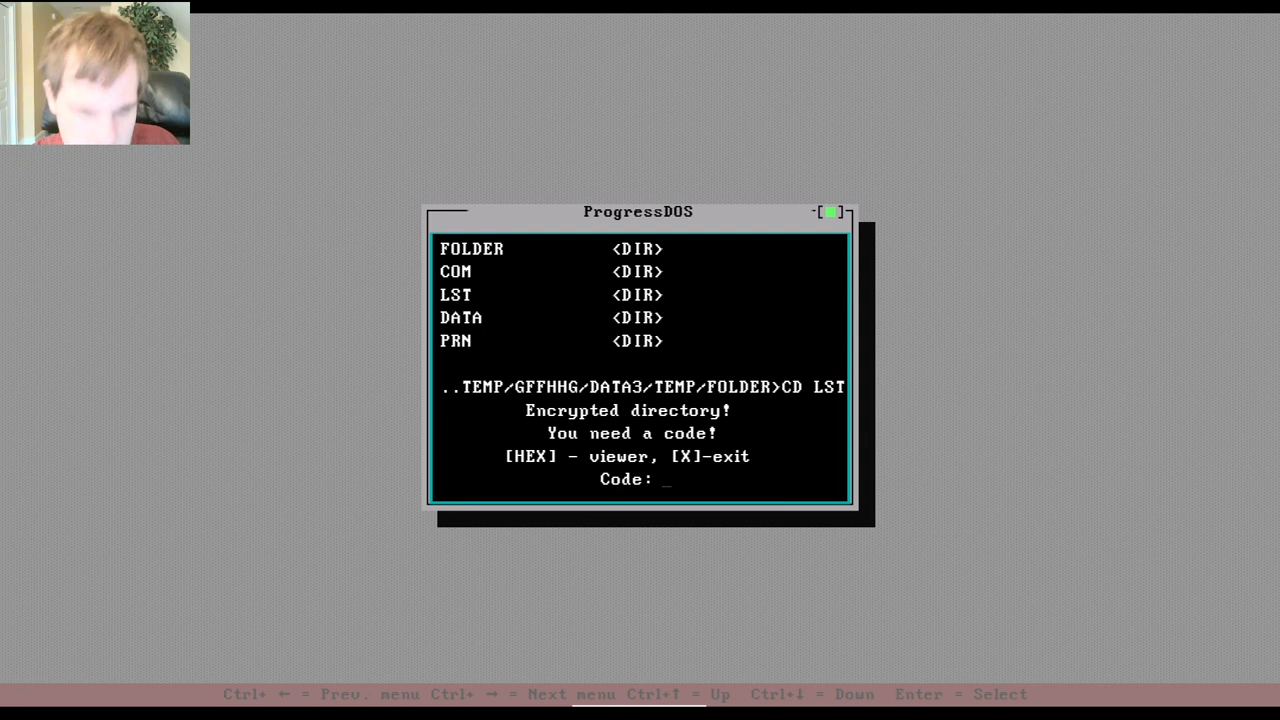 ProgressDOS
-[■]
FOLDER <DIR>
COM <DIR>
LST <DIR>
DATA <DIR>
PRN <DIR>
..TEMP/GFFHHG/DATA3/TEMP/FOLDER>CD LST
Encrypted directory!
You need a code!
[HEX] - viewer, [X]-exit
Code: _
Ctrl+ ← = Prev. menu Ctrl+ → = Next menu Ctrl+↑ = Up Ctrl+↓ = Down Enter = Select